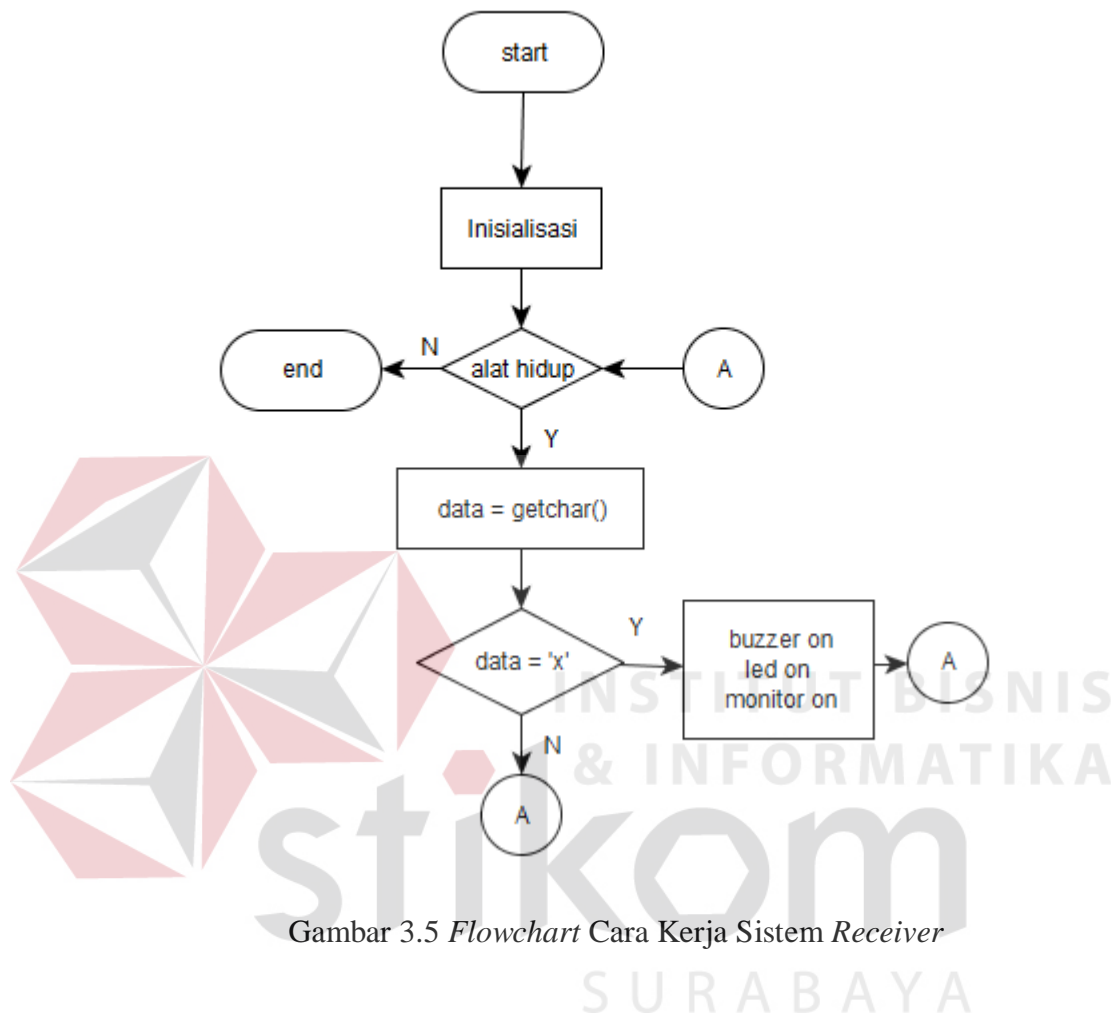 start
Inisialisasi
end
N
alat hidup
A
Y
data = getchar()
data = 'x'
Y
buzzer on
led on
monitor on
A
N
A
INSTITUT BISNIS
& INFORMATIKA
stikom
SURABAYA
Gambar 3.5 Flowchart Cara Kerja Sistem Receiver